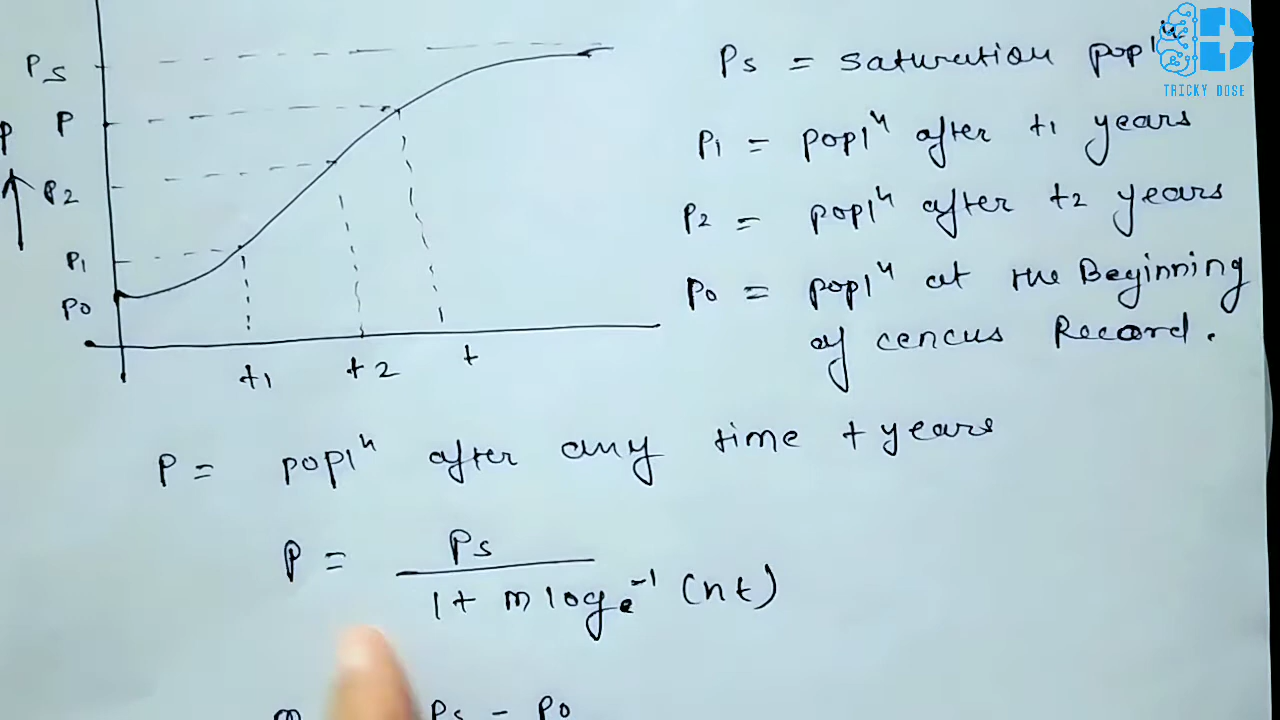 Ps
P
P
P2
P1
P0
t1 t2 t
Ps = saturation popl^n
TRICKY DOSE
P1 = popl^n after t1 years
P2 = popl^n after t2 years
P0 = popl^n at the Beginning
of cencus Record.
P = popl^n after any time t years
P = Ps / 1 + m loge^-1 (nt)
m Ps - P0